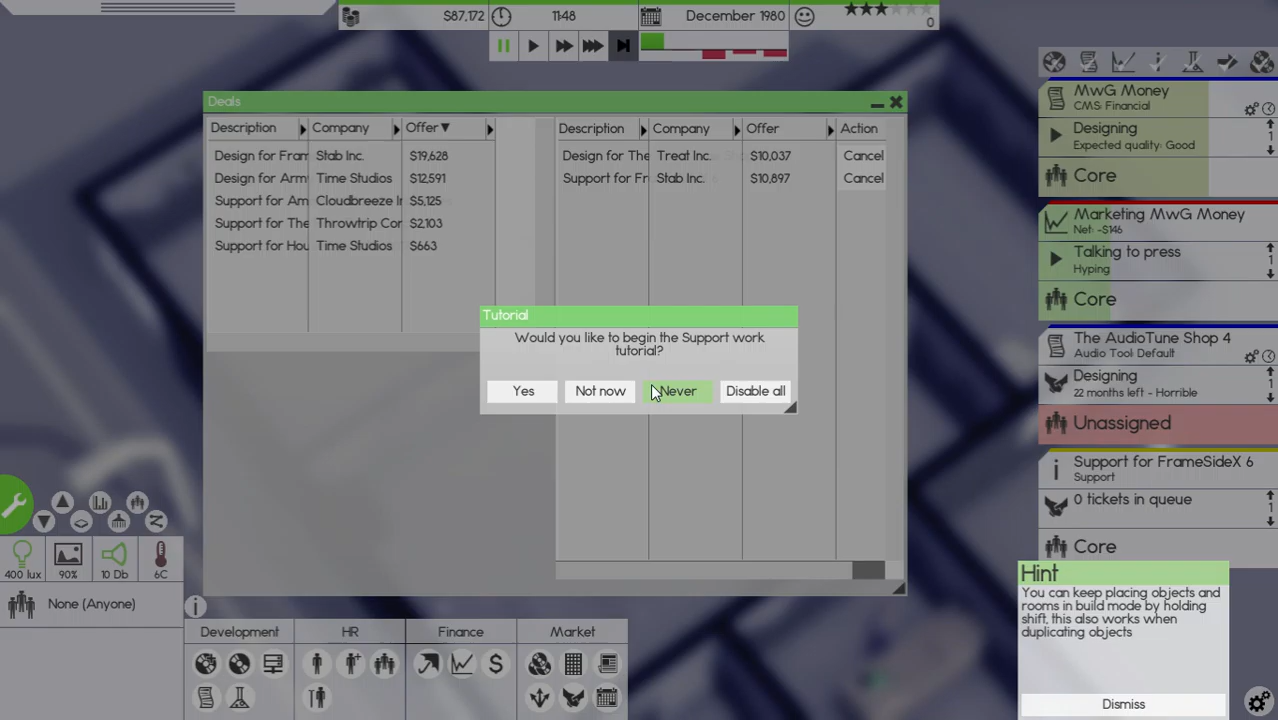 $87,172
11:48
December 1980
0
Deals
Description Company Offer▼
Design for Fram Stab Inc. $19,628
Design for Army Time Studios $12,591
Support for Am Cloudbreeze I $5,125
Support for The Throwtrip Cor $2,103
Support for Hou Time Studios $663
Description Company Offer Action
Design for The Treat Inc. $10,037 Cancel
Support for Fr Stab Inc. $10,897 Cancel
Tutorial
Would you like to begin the Support work
tutorial?
Yes Not now Never Disable all
MwG Money
CMS: Financial
Designing
Expected quality: Good
1
Core
Marketing MwG Money
Net: -$146
Talking to press
Hyping
1
Core
The AudioTune Shop 4
Audio Tool: Default
Designing
22 months left - Horrible
1
Unassigned
Support for FrameSideX 6
Support
0 tickets in queue
1
Core
Hint
You can keep placing objects and
rooms in build mode by holding
shift, this also works when
duplicating objects
Dismiss
400 lux 90% 10 Db 6C
None (Anyone)
Development HR Finance Market